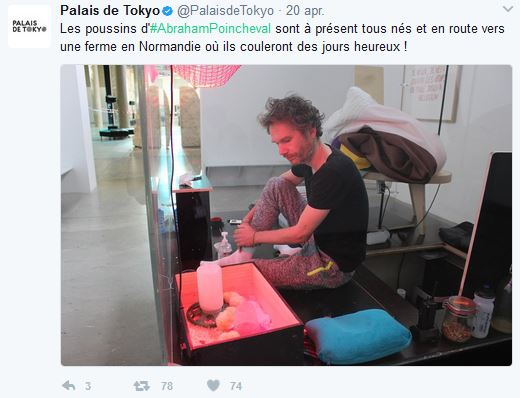 PALAIS
DE TOKYO
Palais de Tokyo @PalaisdeTokyo · 20 apr.
Les poussins d'#AbrahamPoincheval sont à présent tous nés et en route vers
une ferme en Normandie où ils couleront des jours heureux !
3 78 74